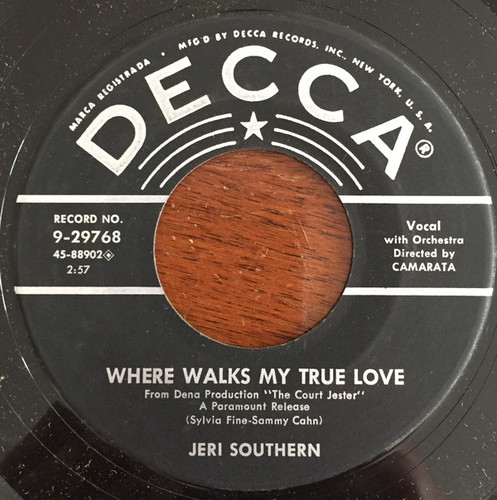 MARCA REGISTRADA • MFG'D BY DECCA RECORDS, INC., NEW YORK, U. S. A.
DECCA®
RECORD NO.
9-29768
45-88902
2:57
Vocal
with Orchestra
Directed by
CAMARATA
WHERE WALKS MY TRUE LOVE
From Dena Production "The Court Jester"
A Paramount Release
(Sylvia Fine-Sammy Cahn)
JERI SOUTHERN